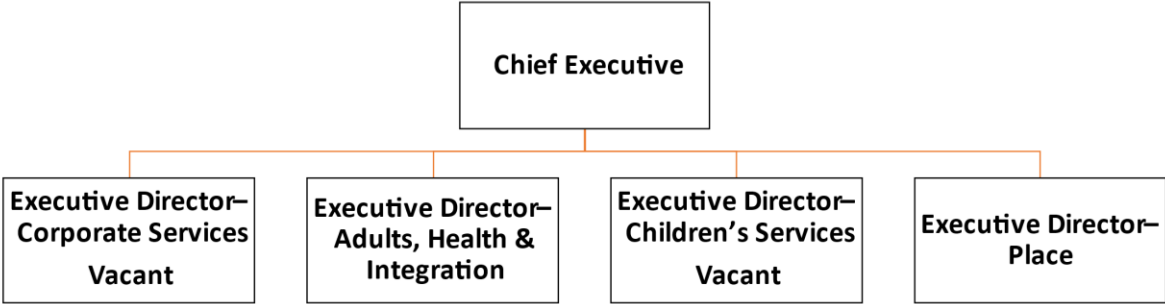 Chief Executive
Executive Director–
Corporate Services
Vacant
Executive Director–
Adults, Health &
Integration
Executive Director–
Children’s Services
Vacant
Executive Director–
Place